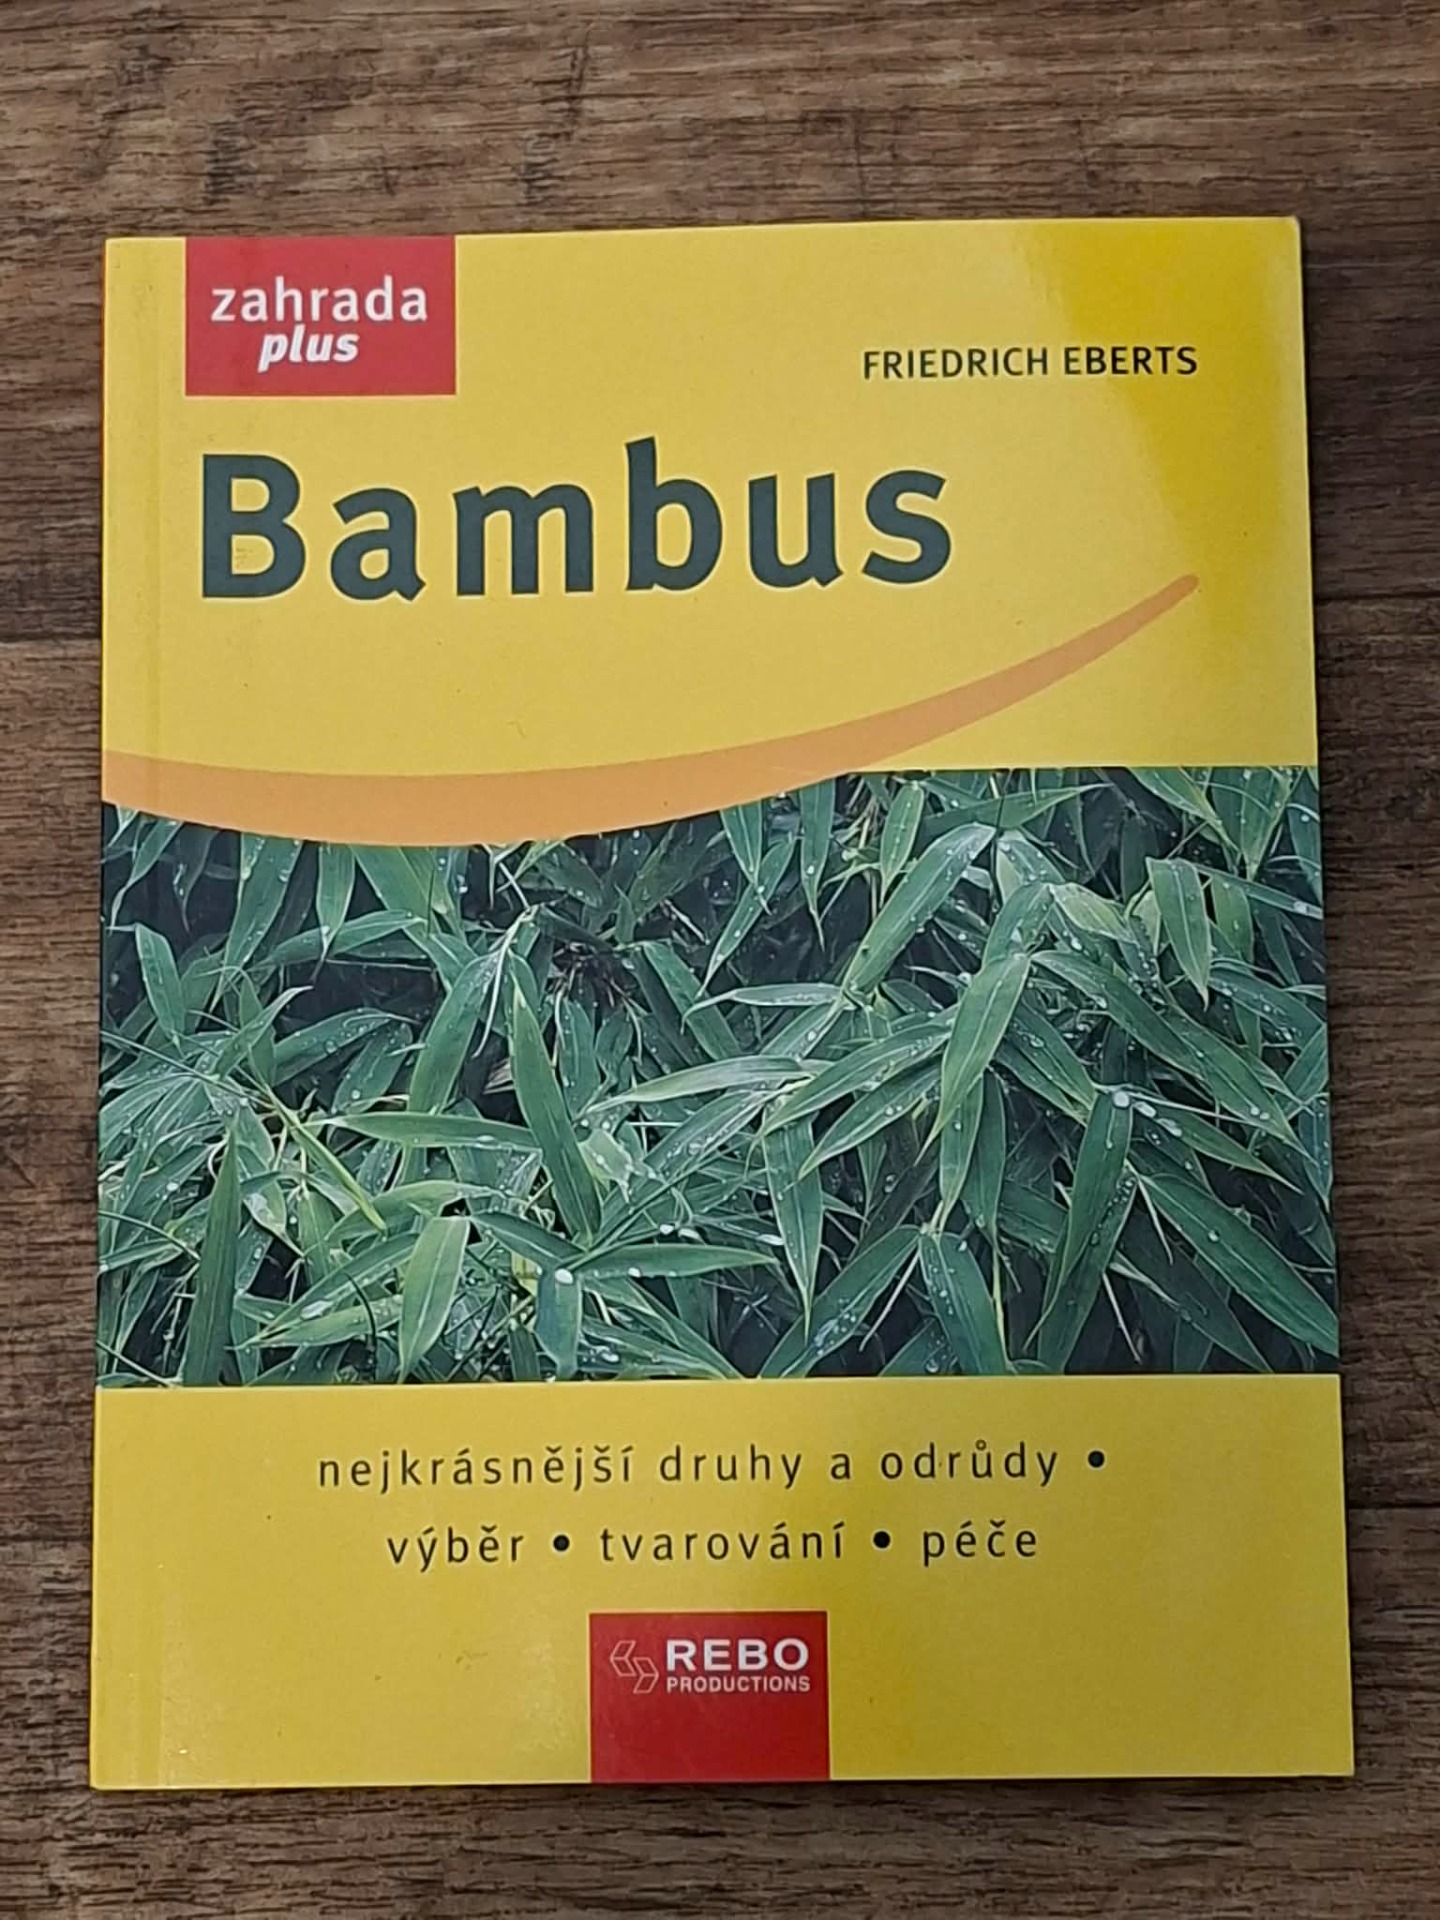 zahrada
plus
FRIEDRICH EBERTS
Bambus
nejkrásnější druhy a odrůdy •
výběr • tvarování • péče
REBO
PRODUCTIONS